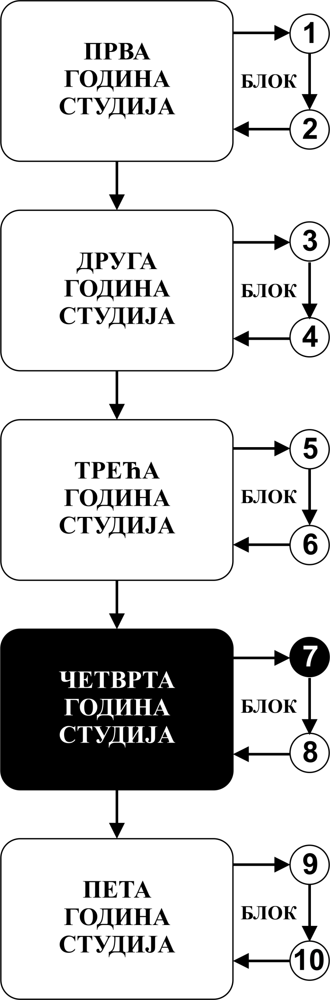 ПРВА
ГОДИНА
СТУДИЈА
1
БЛОК
2
ДРУГА
ГОДИНА
СТУДИЈА
3
БЛОК
4
ТРЕЋА
ГОДИНА
СТУДИЈА
5
БЛОК
6
ЧЕТВРТА
ГОДИНА
СТУДИЈА
7
БЛОК
8
ПЕТА
ГОДИНА
СТУДИЈА
9
БЛОК
10